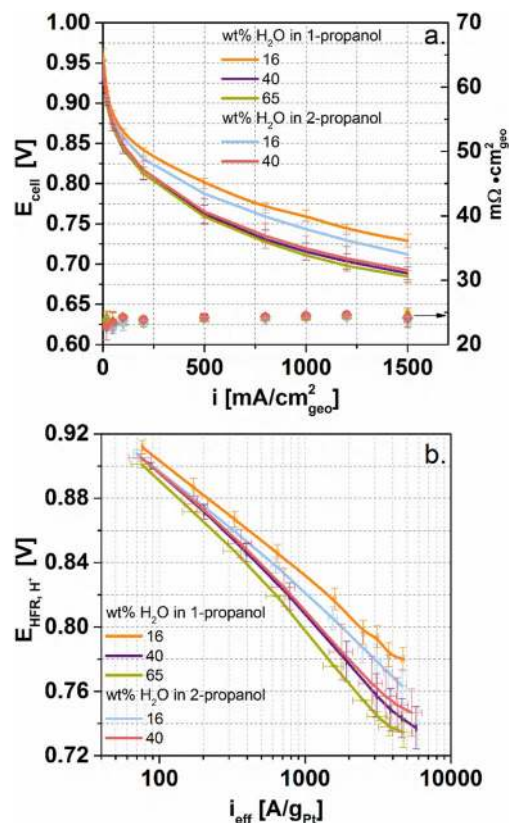 a.
wt% H₂O in 1-propanol
16
40
65
wt% H₂O in 2-propanol
16
40
1.00
0.95
0.90
0.85
0.80
0.75
0.70
0.65
0.60
E_cell [V]
70
60
50
40
30
20
mΩ •cm²_geo
0 500 1000 1500
i [mA/cm²_geo]
b.
0.92
0.88
0.84
0.80
0.76
0.72
E_HFR, H⁺ [V]
wt% H₂O in 1-propanol
16
40
65
wt% H₂O in 2-propanol
16
40
100 1000 10000
i_eff [A/g_Pt]